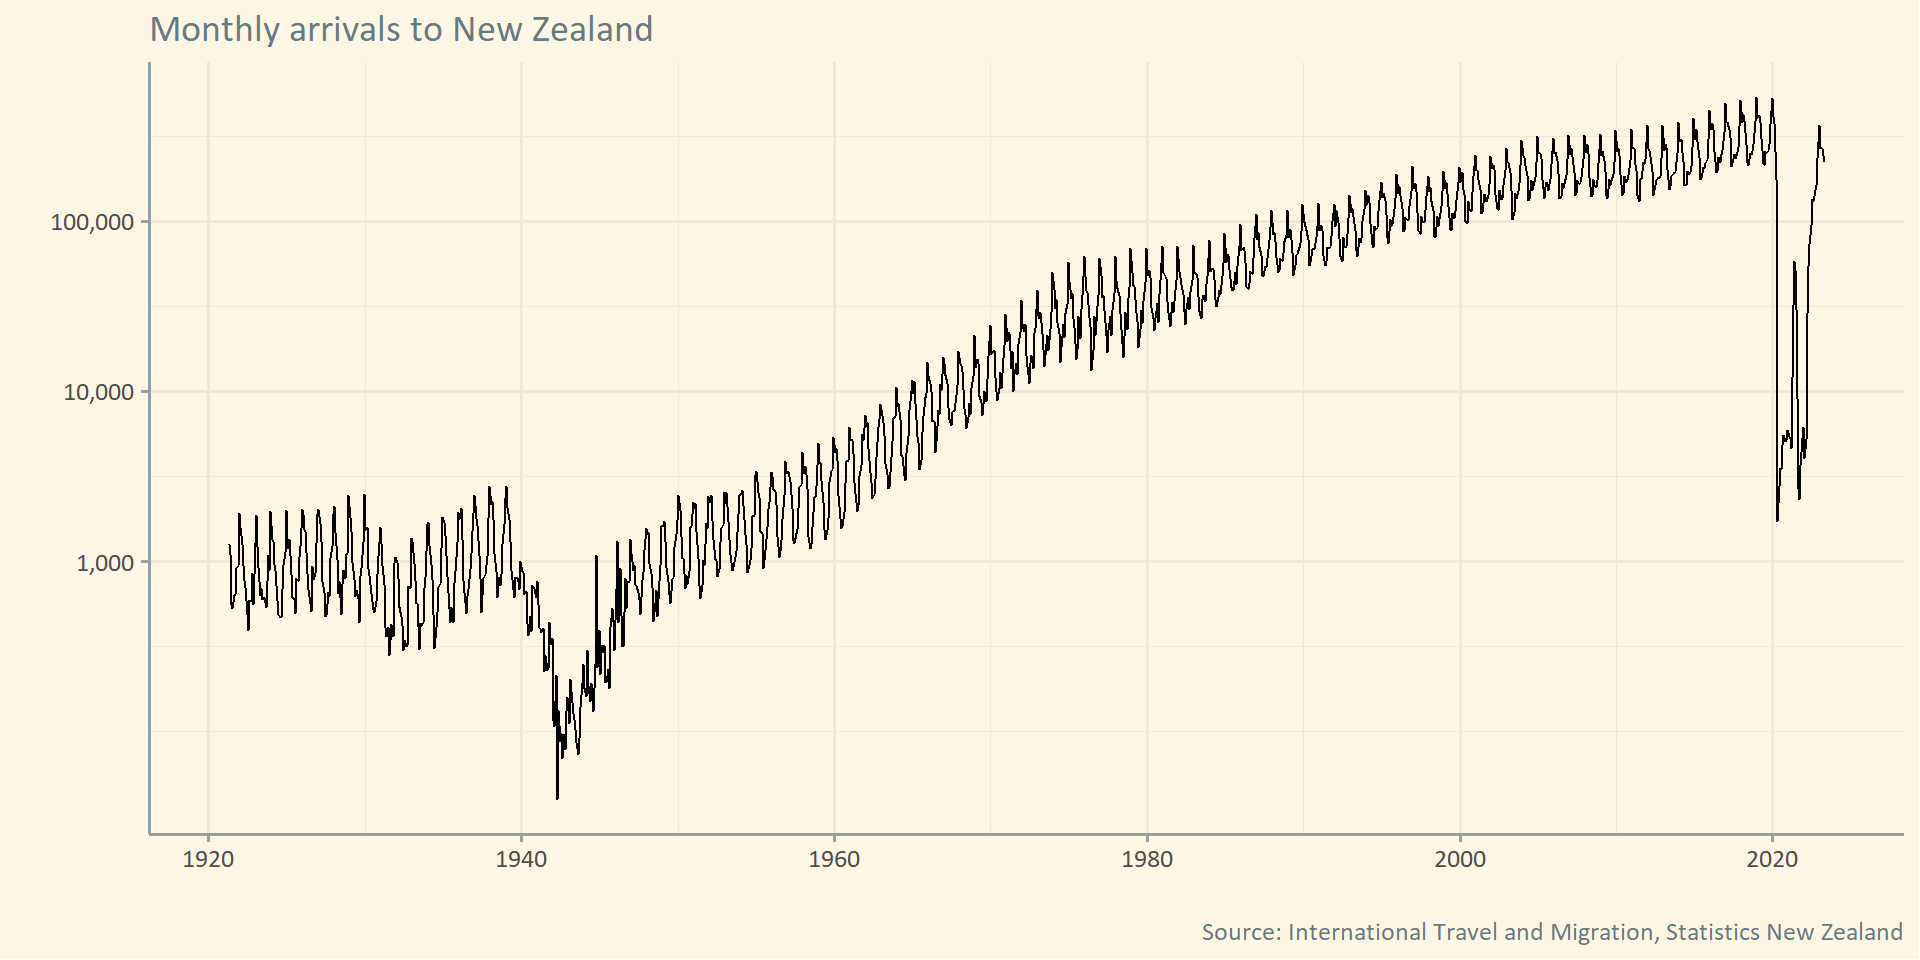 Monthly arrivals to New Zealand
100,000
10,000
1,000
1920 1940 1960 1980 2000 2020
Source: International Travel and Migration, Statistics New Zealand